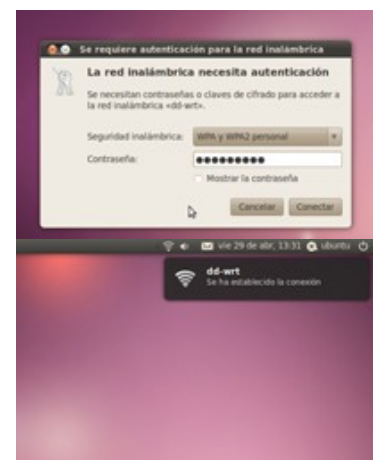 Se requiere autenticación para la red inalámbrica
La red inalámbrica necesita autenticación
Se necesitan contraseñas o claves de cifrado para acceder a
la red inalámbrica «dd-wrt».
Seguridad inalámbrica: WPA y WPA2 personal
Contraseña: ●●●●●●●●●
Mostrar la contraseña
Cancelar Conectar
vie 29 de abr, 13:31 ubuntu
dd-wrt
Se ha establecido la conexión